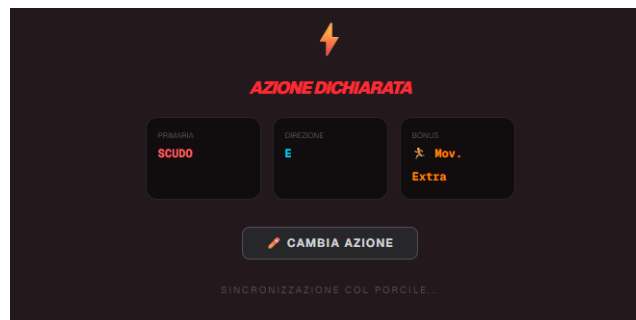 AZIONE DICHIARATA
PRIMARIA
SCUDO
DIREZIONE
E
BONUS
Mov.
Extra
CAMBIA AZIONE
SINCRONIZZAZIONE COL PORCILE...